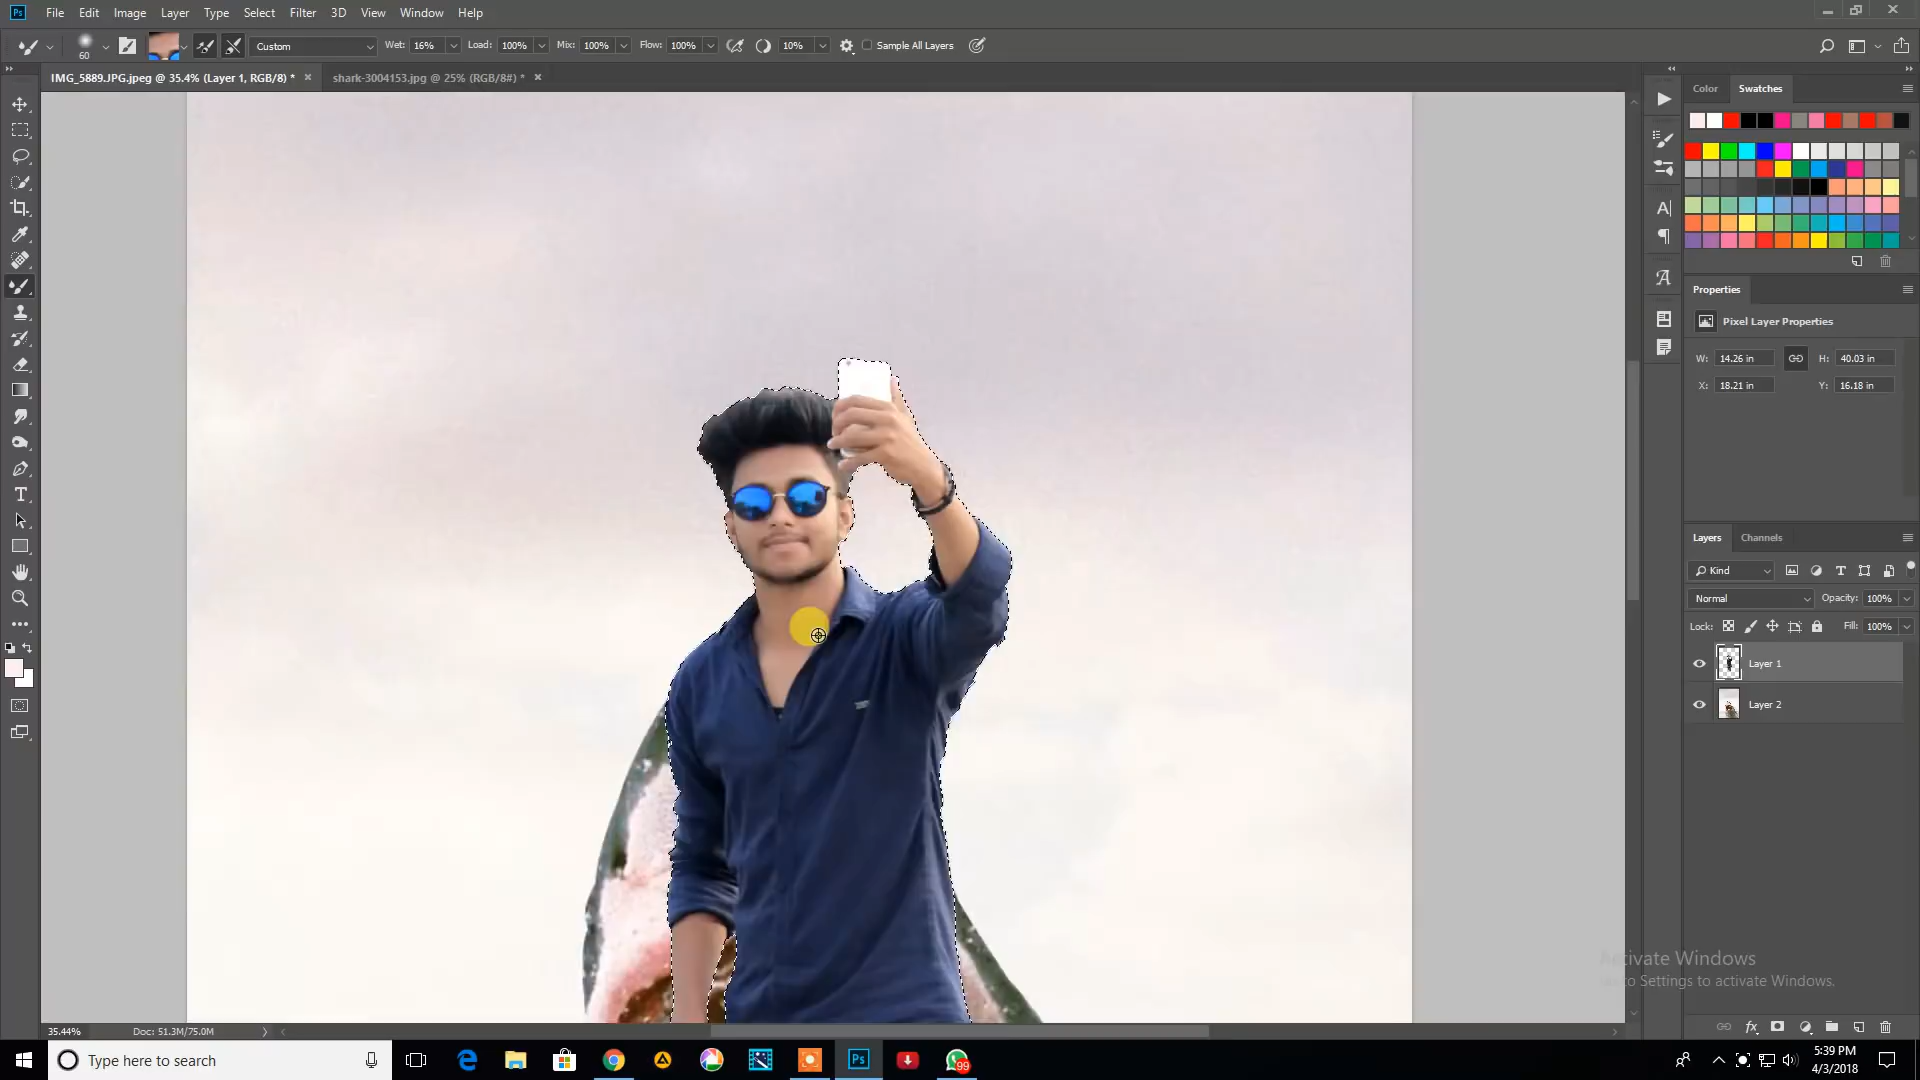 Ps File Edit Image Layer Type Select Filter 3D View Window Help
60 Custom Wet: 16% Load: 100% Mix: 100% Flow: 100% 10% Sample All Layers
IMG_5889.JPG.jpeg @ 35.4% (Layer 1, RGB/8) * × shark-3004153.jpg @ 25% (RGB/8#) * ×
Color Swatches
Properties
Pixel Layer Properties
W: 14.26 in H: 40.03 in
X: 18.21 in Y: 16.18 in
Layers Channels
Kind
Normal Opacity: 100%
Lock: Fill: 100%
Layer 1
Layer 2
Activate Windows
to Settings to activate Windows.
35.44% Doc: 51.3M/75.0M
Type here to search
Ps
99
5:39 PM
4/3/2018